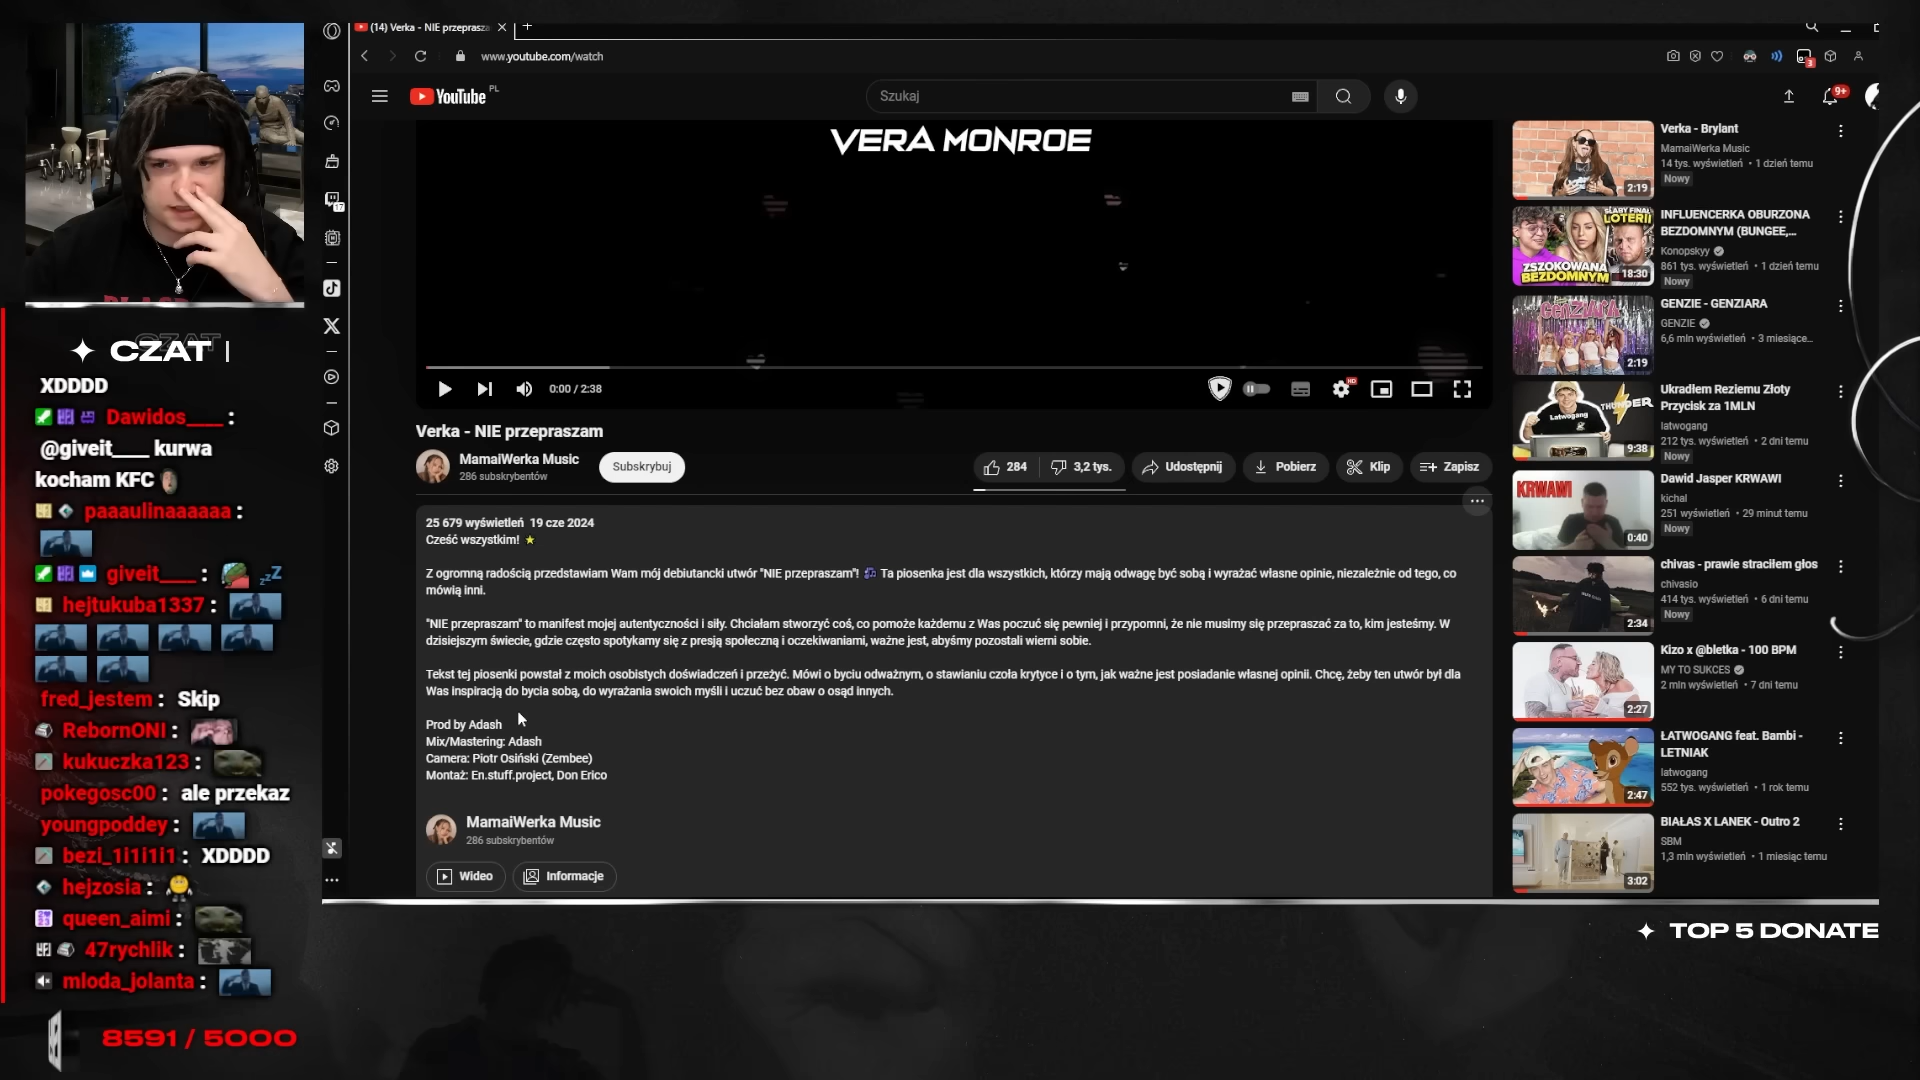 CZAT
XDDDD
Dawidos____ :
@giveit____ kurwa
kocham KFC
paaaulinaaaaaa :
giveit____ :
hejtukuba1337 :
fred_jestem : Skip
RebornONI :
kukuczka123 :
pokegosc00 : ale przekaz
youngpoddey :
bezi_1i1i1i1 : XDDDD
hejzosia :
queen_aimi :
47rychlik :
mloda_jolanta :
8591 / 5000
(14) Verka - NIE przeprasz
www.youtube.com/watch
YouTube PL
Szukaj
9+
VERA MONROE
0:00 / 2:38
HD
Verka - NIE przepraszam
MamaiWerka Music
286 subskrybentów
Subskrybuj
284
3,2 tys.
Udostępnij
Pobierz
Klip
Zapisz
25 679 wyświetleń 19 cze 2024
Cześć wszystkim!
Z ogromną radością przedstawiam Wam mój debiutancki utwór "NIE przepraszam"! Ta piosenka jest dla wszystkich, którzy mają odwagę być sobą i wyrażać własne opinie, niezależnie od tego, co
mówią inni.
"NIE przepraszam" to manifest mojej autentyczności i siły. Chciałam stworzyć coś, co pomoże każdemu z Was poczuć się pewniej i przypomni, że nie musimy się przepraszać za to, kim jesteśmy. W
dzisiejszym świecie, gdzie często spotykamy się z presją społeczną i oczekiwaniami, ważne jest, abyśmy pozostali wierni sobie.
Tekst tej piosenki powstał z moich osobistych doświadczeń i przeżyć. Mówi o byciu odważnym, o stawianiu czoła krytyce i o tym, jak ważne jest posiadanie własnej opinii. Chcę, żeby ten utwór był dla
Was inspiracją do bycia sobą, do wyrażania swoich myśli i uczuć bez obaw o osąd innych.
Prod by Adash
Mix/Mastering: Adash
Camera: Piotr Osiński (Zembee)
Montaż: En.stuff.project, Don Erico
MamaiWerka Music
286 subskrybentów
Wideo
Informacje
2:19
Verka - Brylant
MamaiWerka Music
14 tys. wyświetleń • 1 dzień temu
Nowy
SŁABY FINAŁ
LOTERII
ZSZOKOWANA
BEZDOMNYM
18:30
INFLUENCERKA OBURZONA
BEZDOMNYM (BUNGEE,...
Konopskyy
861 tys. wyświetleń • 1 dzień temu
Nowy
GENZIARA
2:19
GENZIE - GENZIARA
GENZIE
6,6 mln wyświetleń • 3 miesiące...
Latwogang
THUNDER
9:38
Ukradłem Reziemu Złoty
Przycisk za 1MLN
latwogang
212 tys. wyświetleń • 2 dni temu
Nowy
KRWAWI
0:40
Dawid Jasper KRWAWI
kichal
251 wyświetleń • 29 minut temu
Nowy
2:34
chivas - prawie straciłem głos
chivasio
414 tys. wyświetleń • 6 dni temu
Nowy
2:27
Kizo x @bletka - 100 BPM
MY TO SUKCES
2 mln wyświetleń • 7 dni temu
2:47
ŁATWOGANG feat. Bambi -
LETNIAK
latwogang
552 tys. wyświetleń • 1 rok temu
3:02
BIAŁAS X LANEK - Outro 2
SBM
1,3 mln wyświetleń • 1 miesiąc temu
TOP 5 DONATE